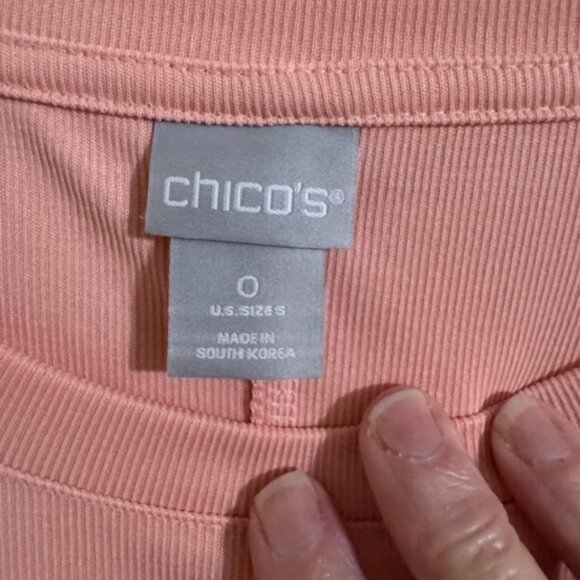 chico's®
0
U.S. SIZE S
MADE IN
SOUTH KOREA